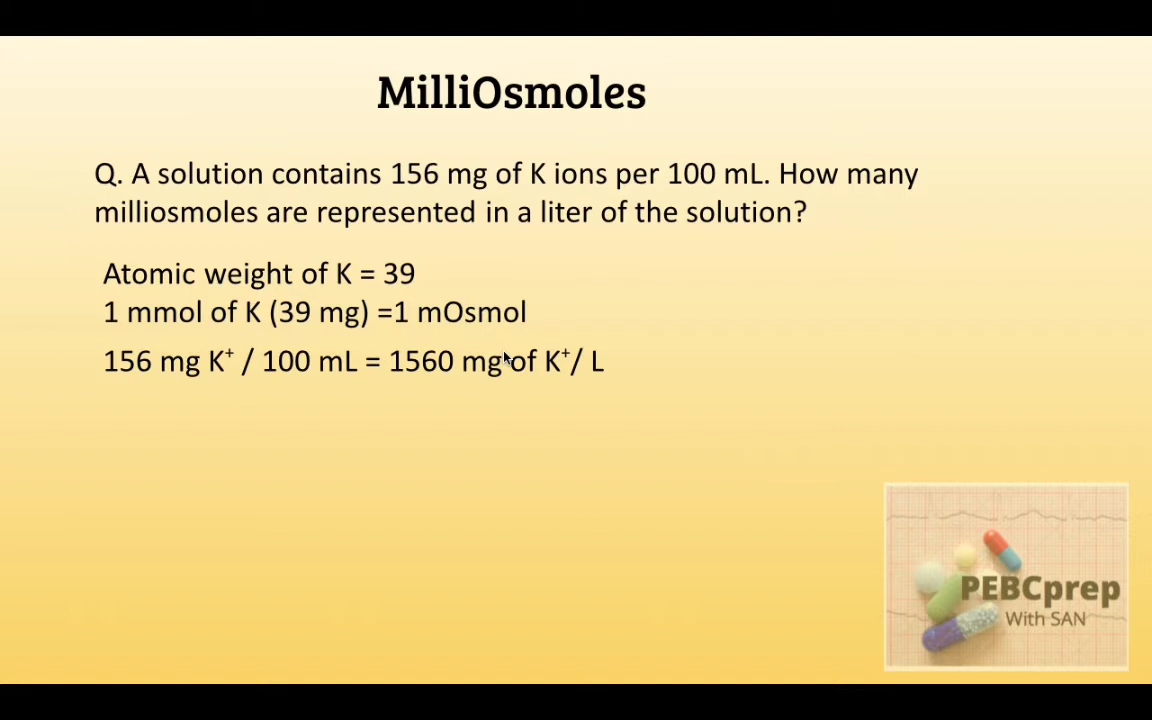 MilliOsmoles
Q. A solution contains 156 mg of K ions per 100 mL. How many
milliosmoles are represented in a liter of the solution?
Atomic weight of K = 39
1 mmol of K (39 mg) =1 mOsmol
156 mg K⁺ / 100 mL = 1560 mg of K⁺/ L
PEBCprep
With SAN